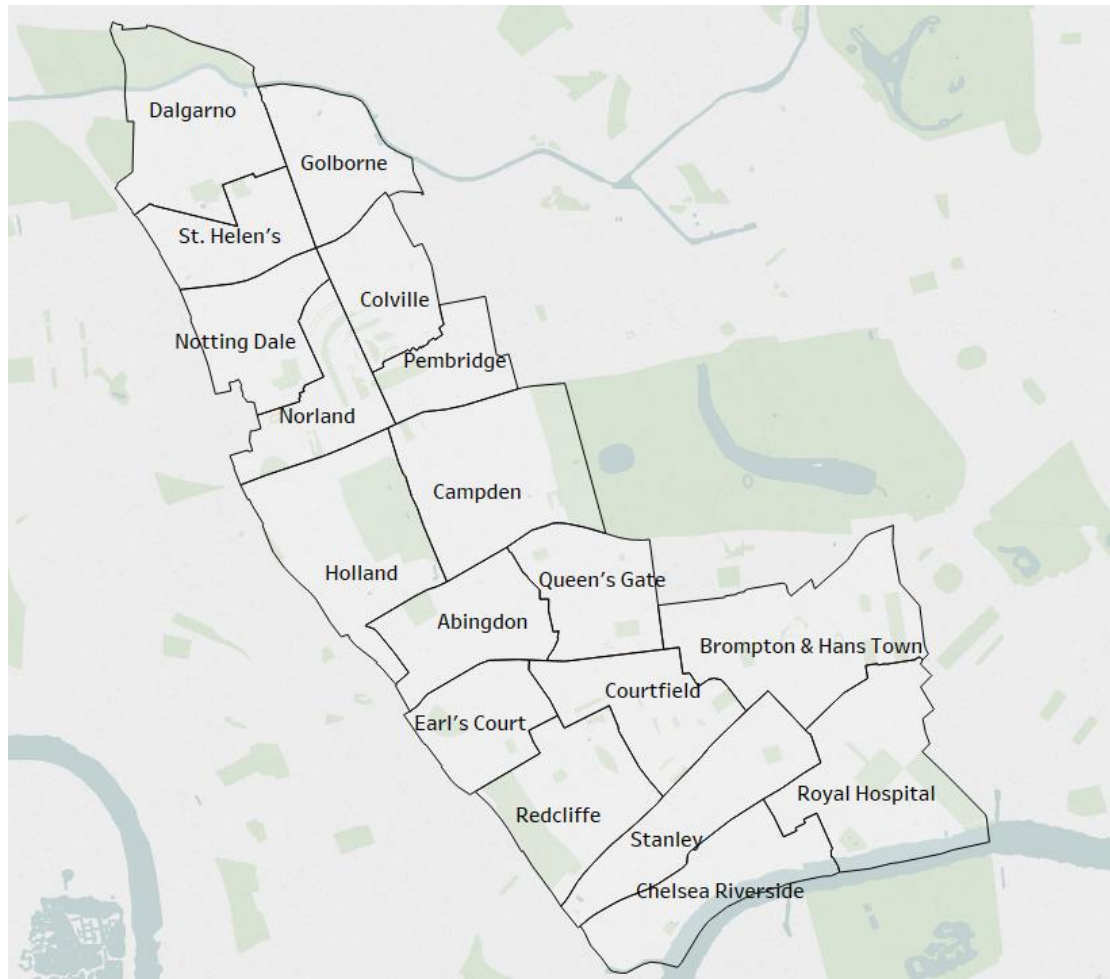 Dalgarno
Golborne
St. Helen's
Colville
Notting Dale
Pembridge
Norland
Campden
Holland
Queen's Gate
Abingdon
Brompton & Hans Town
Courtfield
Earl's Court
Royal Hospital
Redcliffe
Stanley
Chelsea Riverside